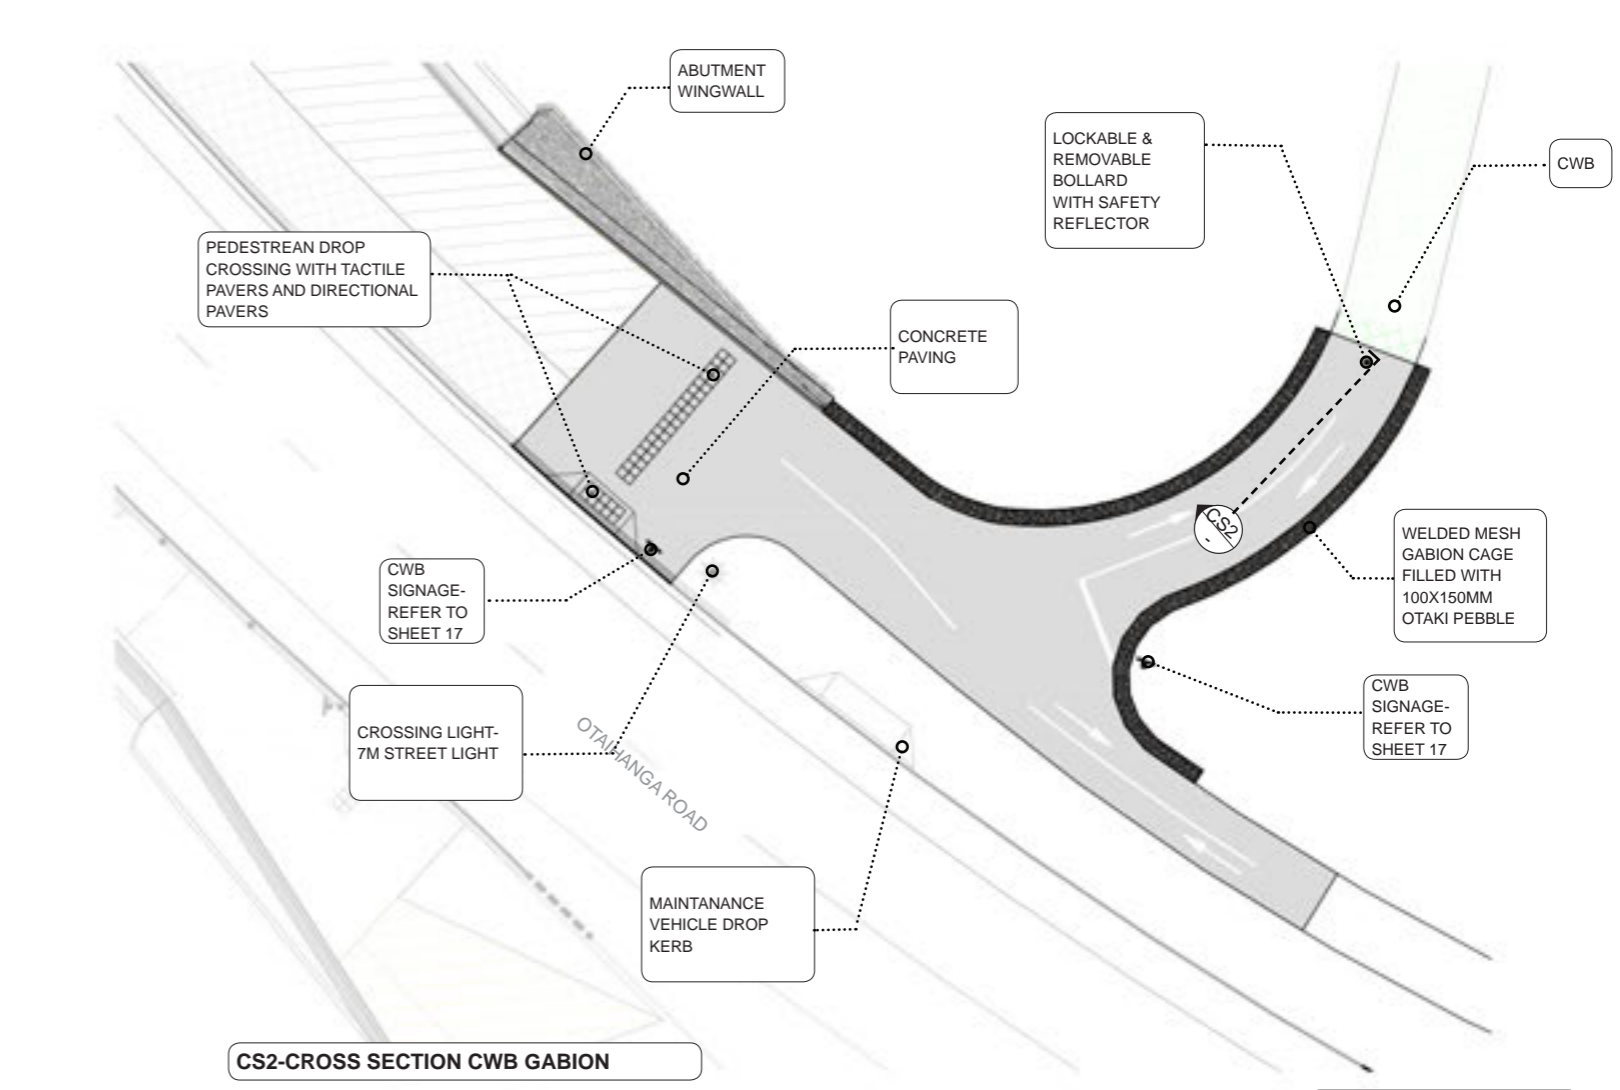 ABUTMENT
WINGWALL
LOCKABLE &
REMOVABLE
BOLLARD
WITH SAFETY
REFLECTOR
CWB
PEDESTREAN DROP
CROSSING WITH TACTILE
PAVERS AND DIRECTIONAL
PAVERS
CONCRETE
PAVING
CS2
-
WELDED MESH
GABION CAGE
FILLED WITH
100X150MM
OTAKI PEBBLE
CWB
SIGNAGE-
REFER TO
SHEET 17
CWB
SIGNAGE-
REFER TO
SHEET 17
CROSSING LIGHT-
7M STREET LIGHT
OTAIHANGA ROAD
MAINTANANCE
VEHICLE DROP
KERB
CS2-CROSS SECTION CWB GABION